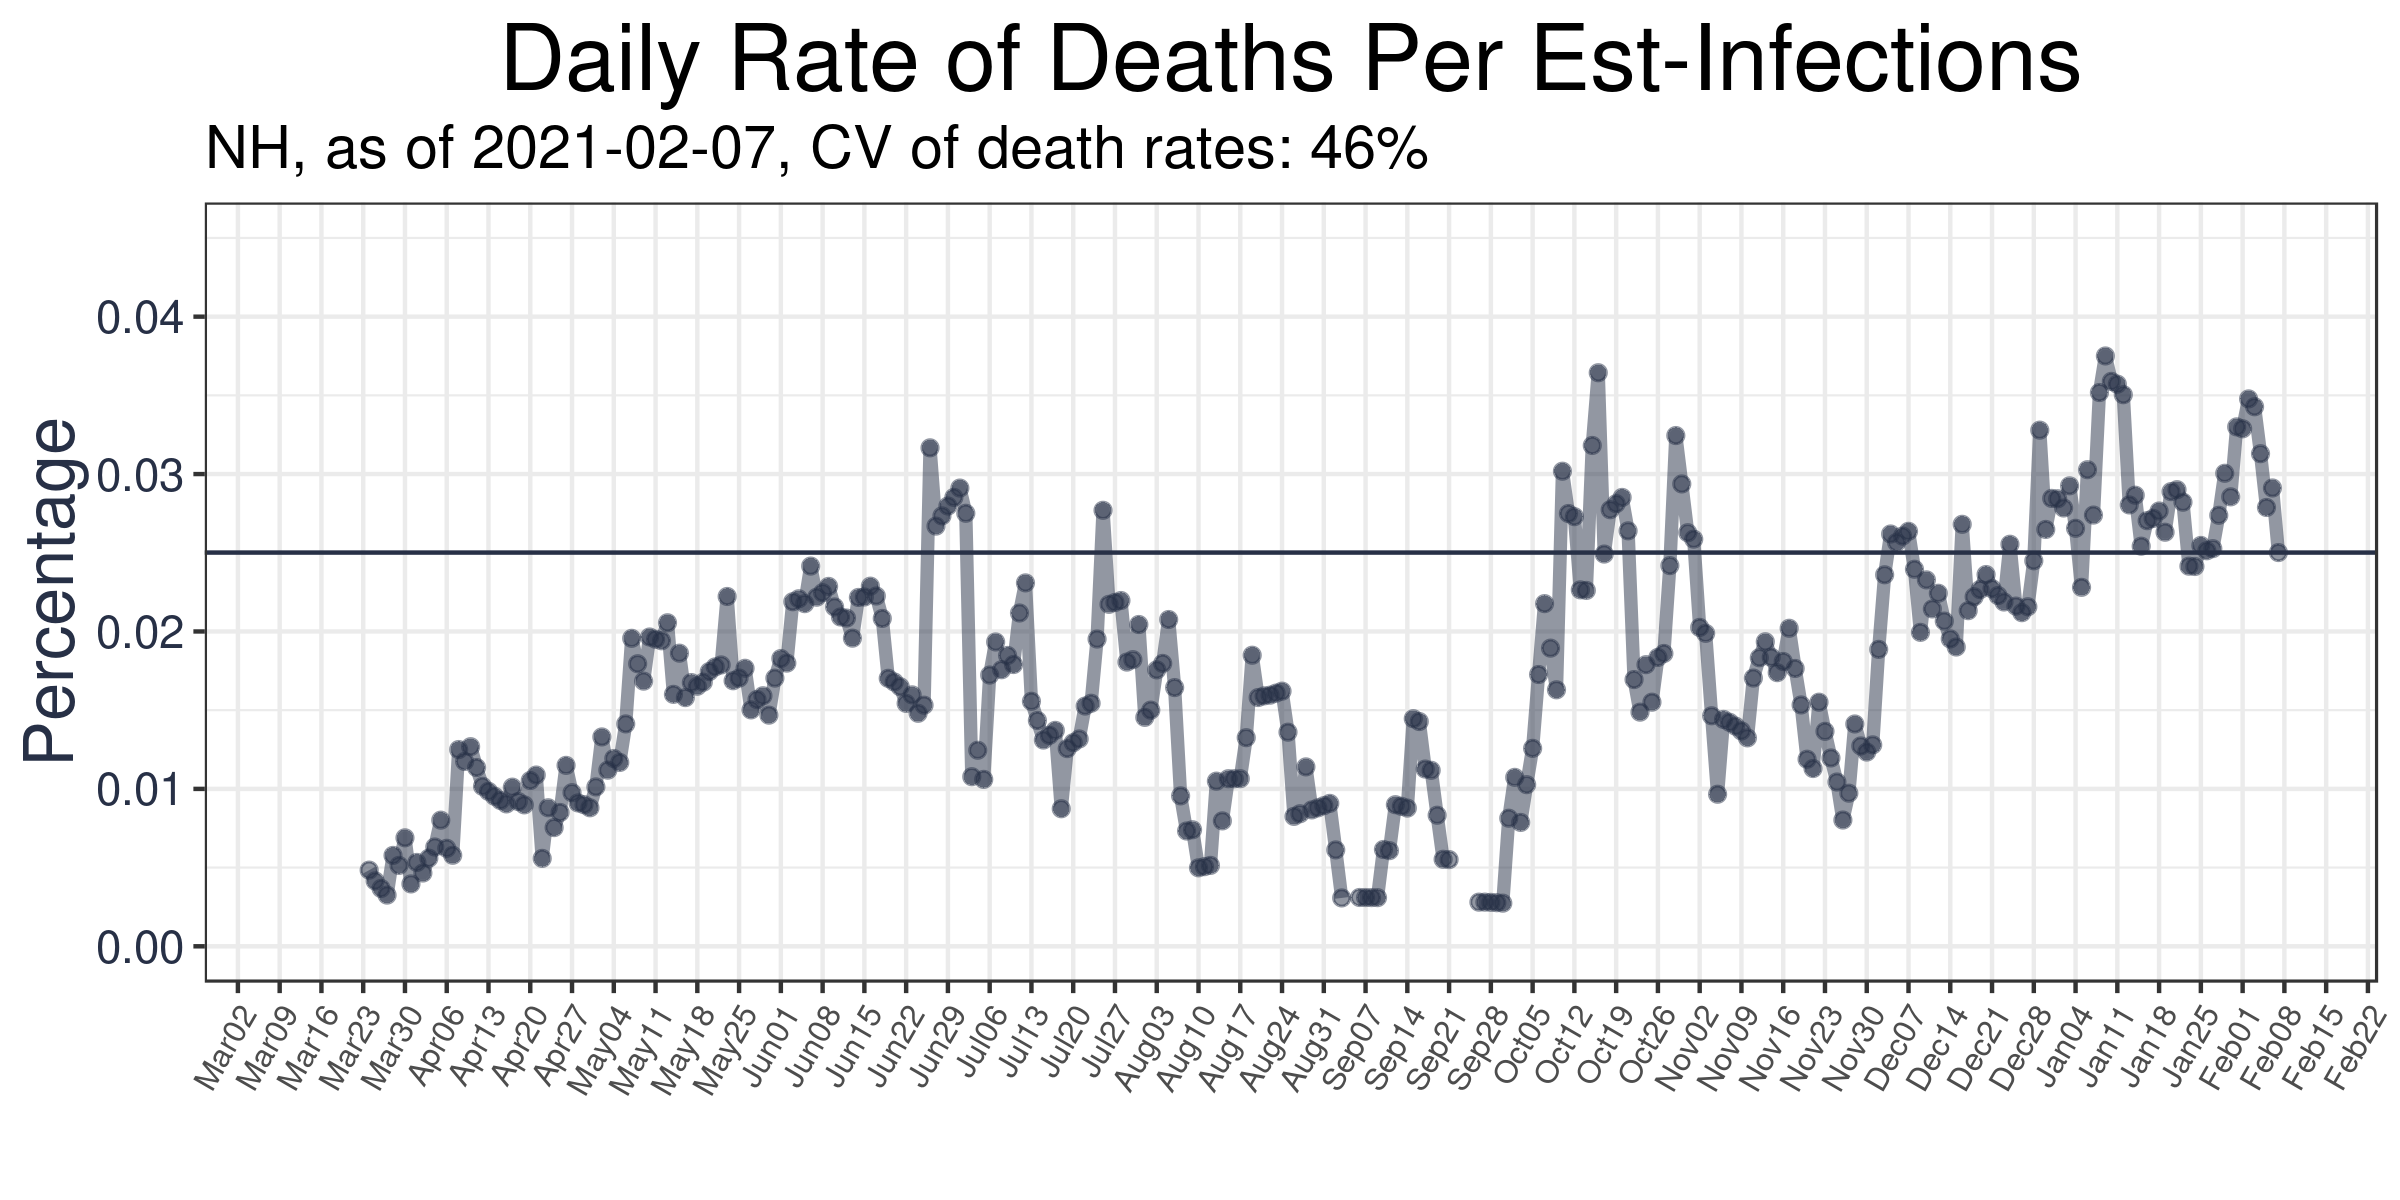 Daily Rate of Deaths Per Est-Infections
NH, as of 2021-02-07, CV of death rates: 46%
Percentage
0.04
0.03
0.02
0.01
0.00
Mar02
Mar09
Mar16
Mar23
Mar30
Apr06
Apr13
Apr20
Apr27
May04
May11
May18
May25
Jun01
Jun08
Jun15
Jun22
Jun29
Jul06
Jul13
Jul20
Jul27
Aug03
Aug10
Aug17
Aug24
Aug31
Sep07
Sep14
Sep21
Sep28
Oct05
Oct12
Oct19
Oct26
Nov02
Nov09
Nov16
Nov23
Nov30
Dec07
Dec14
Dec21
Dec28
Jan04
Jan11
Jan18
Jan25
Feb01
Feb08
Feb15
Feb22